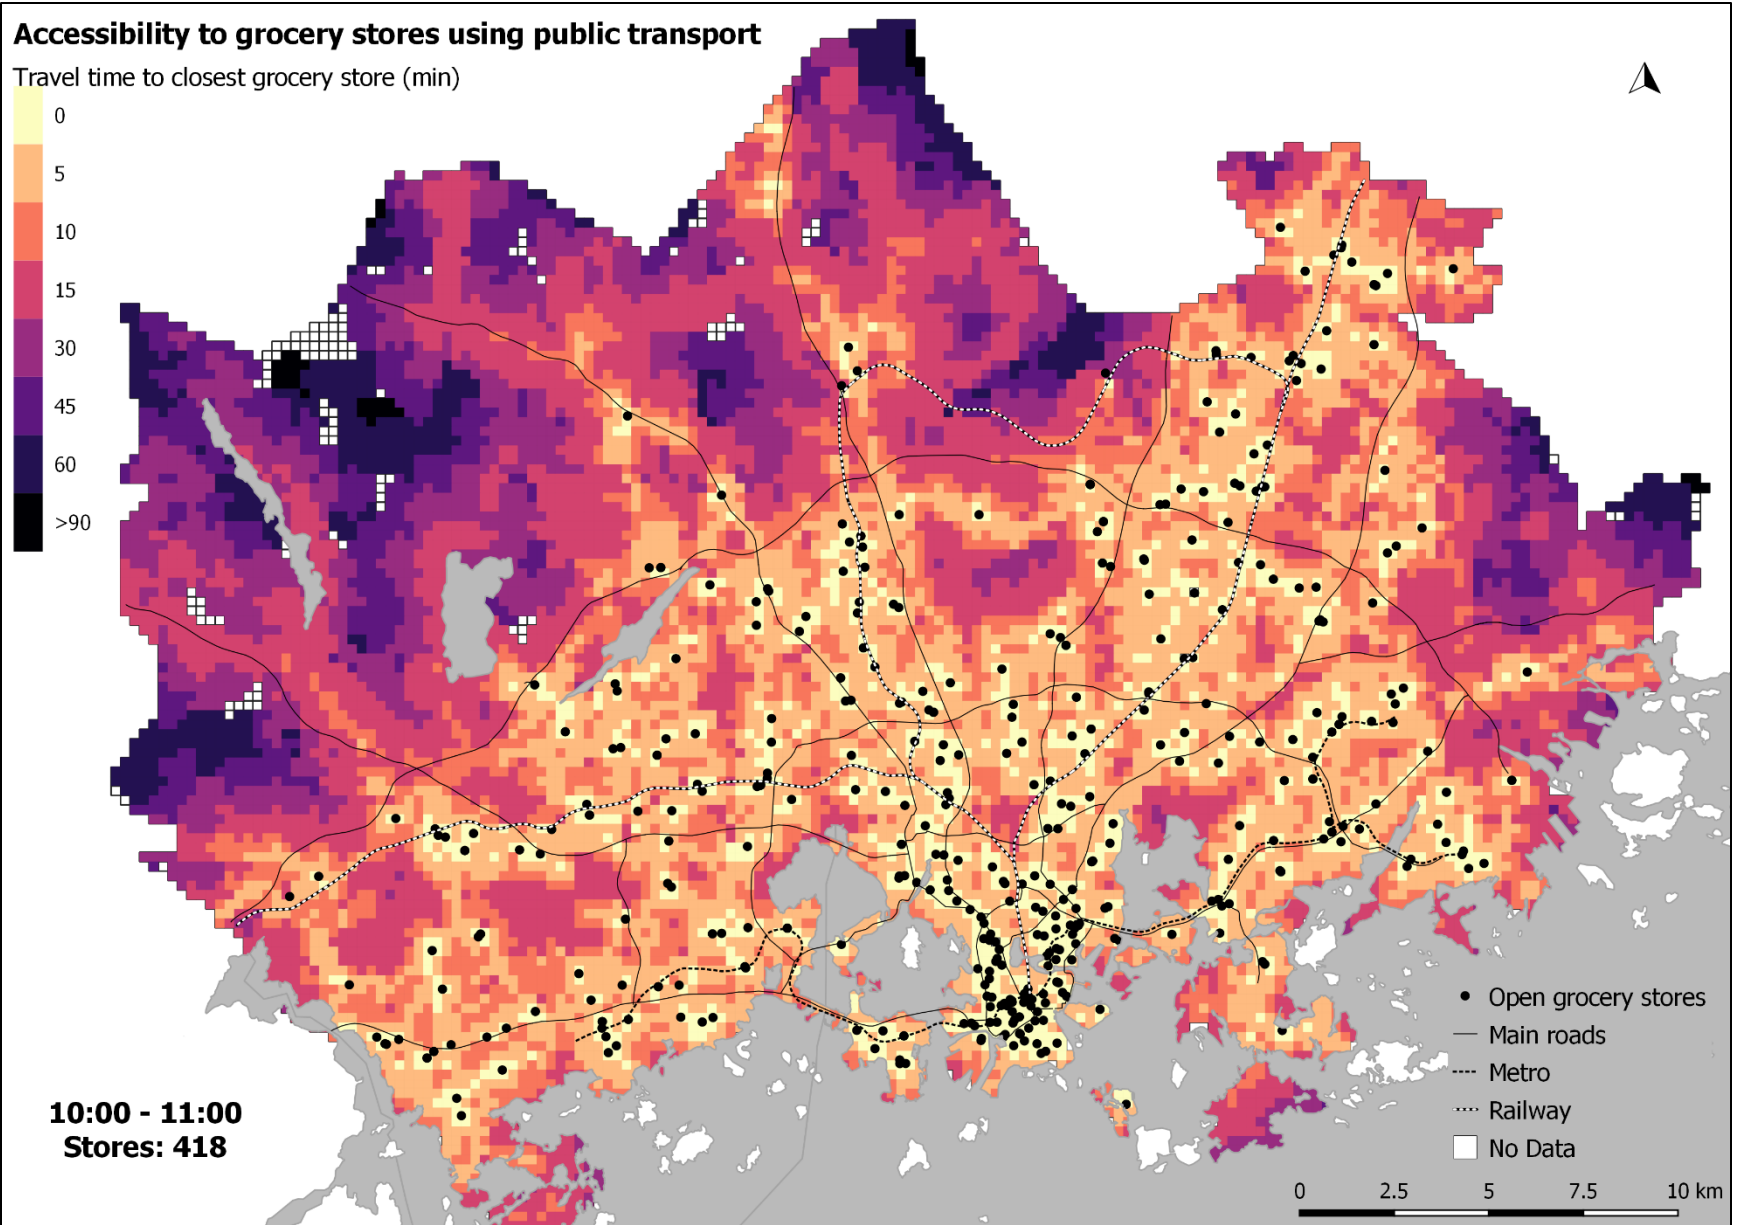 Accessibility to grocery stores using public transport
Travel time to closest grocery store (min)
0
5
10
15
30
45
60
>90
10:00 - 11:00
Stores: 418
Open grocery stores
Main roads
Metro
Railway
No Data
0 2.5 5 7.5 10 km